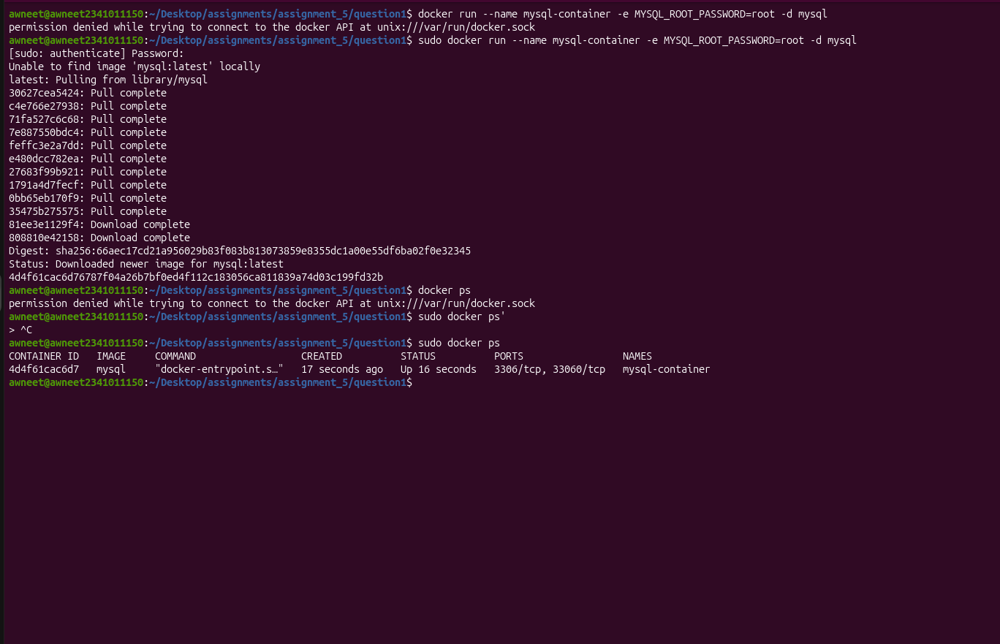 awneet@awneet2341011150:~/Desktop/assignments/assignment_5/question1$ docker run --name mysql-container -e MYSQL_ROOT_PASSWORD=root -d mysql
permission denied while trying to connect to the docker API at unix:///var/run/docker.sock
awneet@awneet2341011150:~/Desktop/assignments/assignment_5/question1$ sudo docker run --name mysql-container -e MYSQL_ROOT_PASSWORD=root -d mysql
[sudo: authenticate] Password:
Unable to find image 'mysql:latest' locally
latest: Pulling from library/mysql
30627cea5424: Pull complete
c4e766e27938: Pull complete
71fa527c6c68: Pull complete
7e887550bdc4: Pull complete
feffc3e2a7dd: Pull complete
e480dcc782ea: Pull complete
27683f99b921: Pull complete
1791a4d7fecf: Pull complete
0bb65eb170f9: Pull complete
35475b275575: Pull complete
81ee3e1129f4: Download complete
808810e42158: Download complete
Digest: sha256:66aec17cd21a956029b83f083b813073859e8355dc1a00e55df6ba02f0e32345
Status: Downloaded newer image for mysql:latest
4d4f61cac6d76787f04a26b7bf0ed4f112c183056ca811839a74d03c199fd32b
awneet@awneet2341011150:~/Desktop/assignments/assignment_5/question1$ docker ps
permission denied while trying to connect to the docker API at unix:///var/run/docker.sock
awneet@awneet2341011150:~/Desktop/assignments/assignment_5/question1$ sudo docker ps'
> ^C
awneet@awneet2341011150:~/Desktop/assignments/assignment_5/question1$ sudo docker ps
CONTAINER ID   IMAGE     COMMAND                  CREATED          STATUS          PORTS                 NAMES
4d4f61cac6d7   mysql     "docker-entrypoint.s…"   17 seconds ago   Up 16 seconds   3306/tcp, 33060/tcp   mysql-container
awneet@awneet2341011150:~/Desktop/assignments/assignment_5/question1$